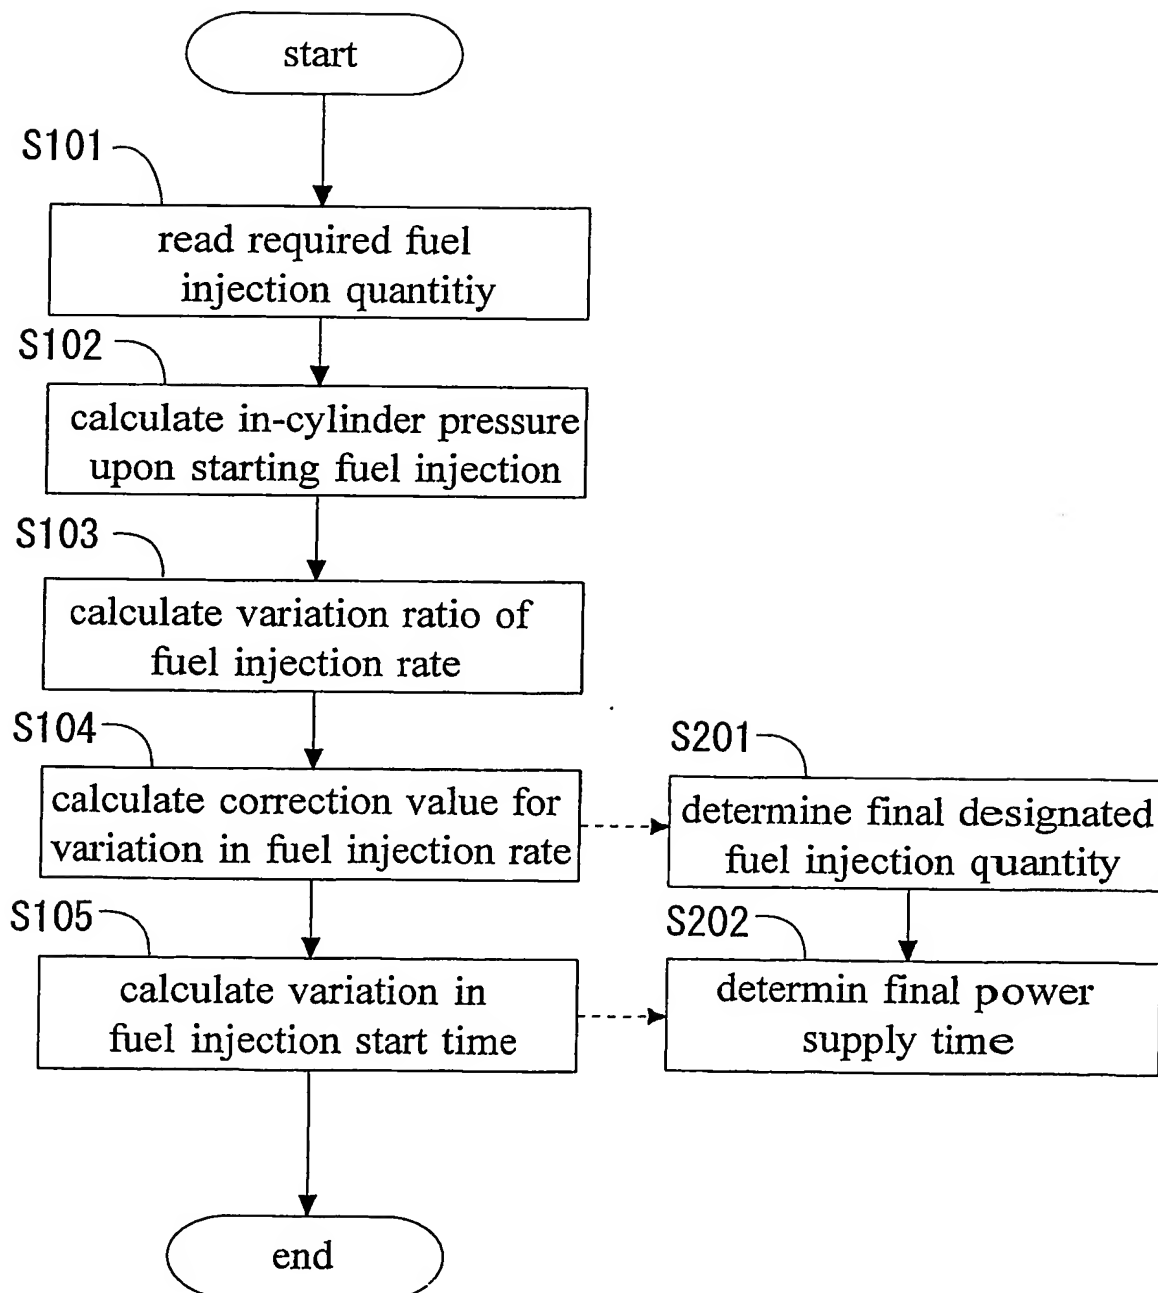 start
S101
read required fuel
injection quantitiy
S102
calculate in-cylinder pressure
upon starting fuel injection
S103
calculate variation ratio of
fuel injection rate
S104
calculate correction value for
variation in fuel injection rate
S201
determine final designated
fuel injection quantity
S105
calculate variation in
fuel injection start time
S202
determin final power
supply time
end